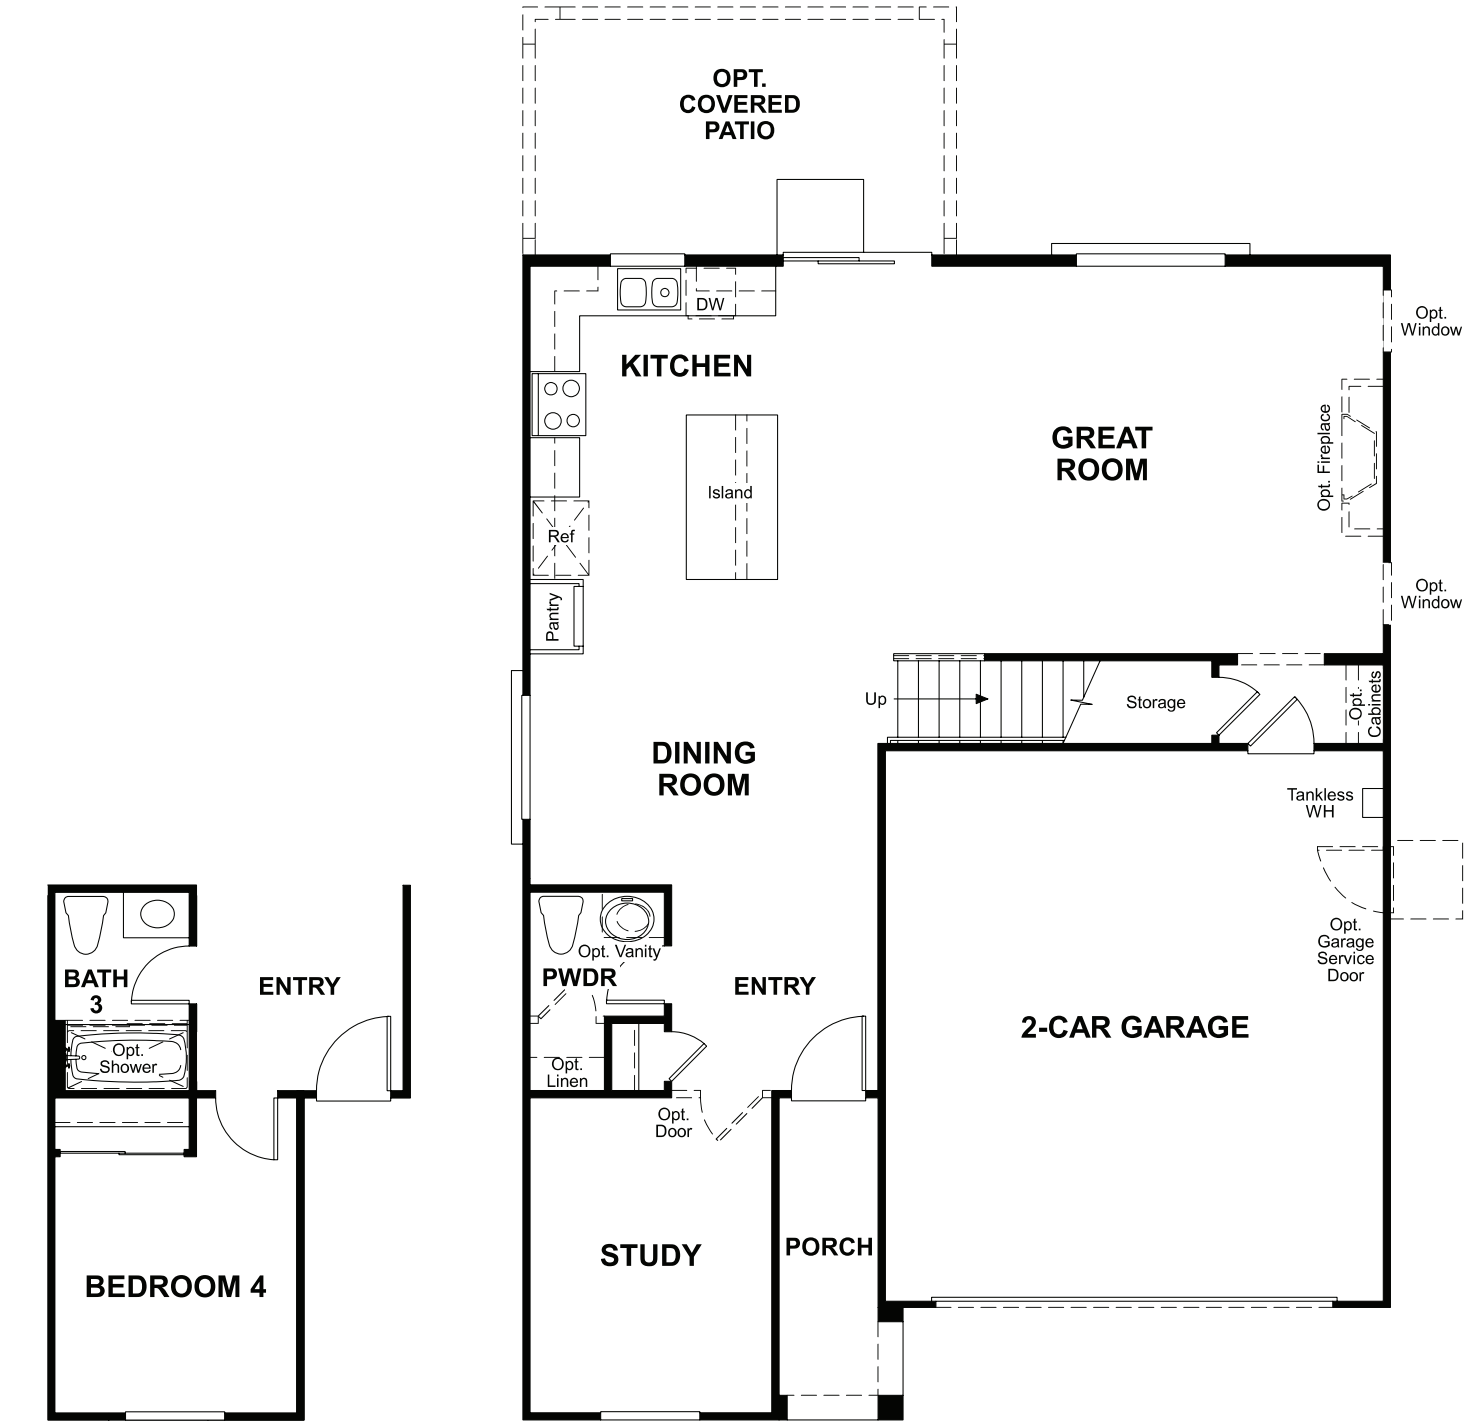 OPT.
COVERED
PATIO
DW
KITCHEN
Island
Ref
Pantry
GREAT
ROOM
Opt.
Window
Opt. Fireplace
Opt.
Window
Up
Storage
Opt.
Cabinets
DINING
ROOM
Tankless
WH
Opt.
Garage
Service
Door
2-CAR GARAGE
Opt. Vanity
PWDR
ENTRY
Opt.
Linen
Opt.
Door
STUDY
PORCH
BATH
3
ENTRY
Opt.
Shower
BEDROOM 4